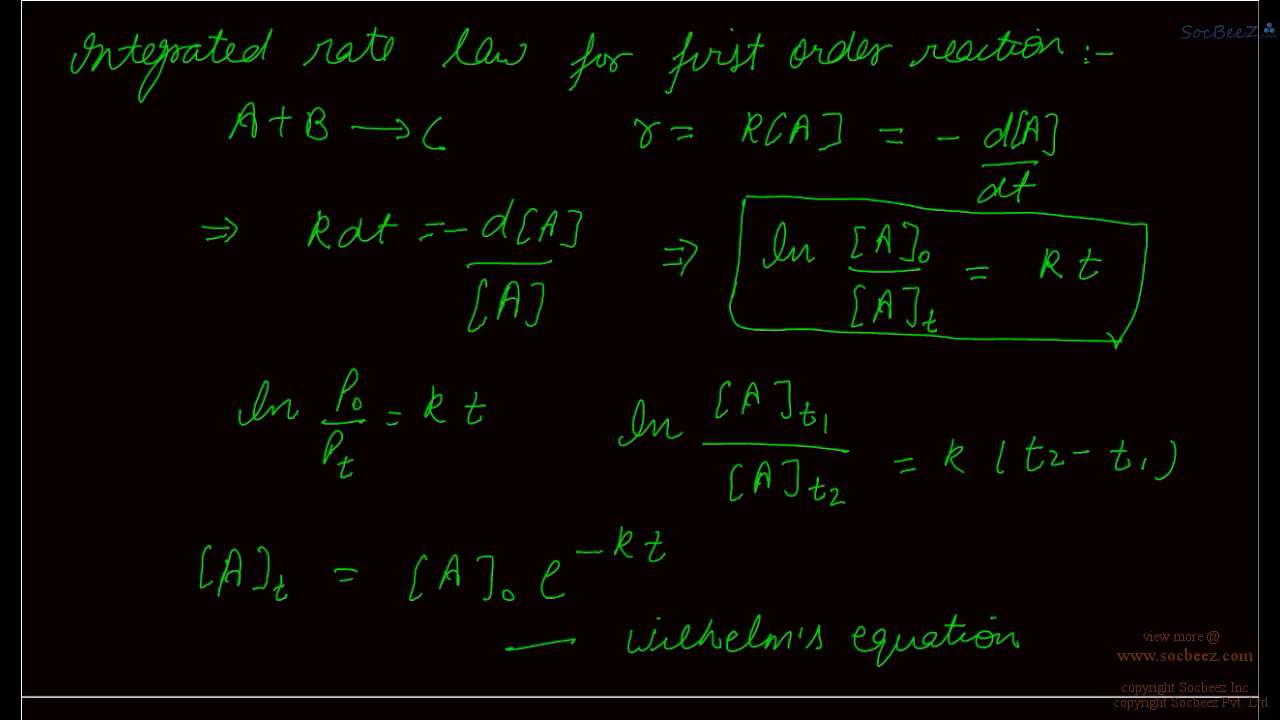 SocBeeZ
Integrated rate law for first order reaction :-
A + B → C r = k[A] = - d[A]/dt
⇒ k dt = - d[A]/[A] ⇒ ln [A]₀/[A]ₜ = k t
ln P₀/Pₜ = k t ln [A]t₁/[A]t₂ = k (t₂ - t₁)
[A]ₜ = [A]₀ e^(-kt)
— Wilhelm's equation
view more @
www.socbeez.com
copyright Socbeez Inc
copyright Socbeez Pvt. Ltd.